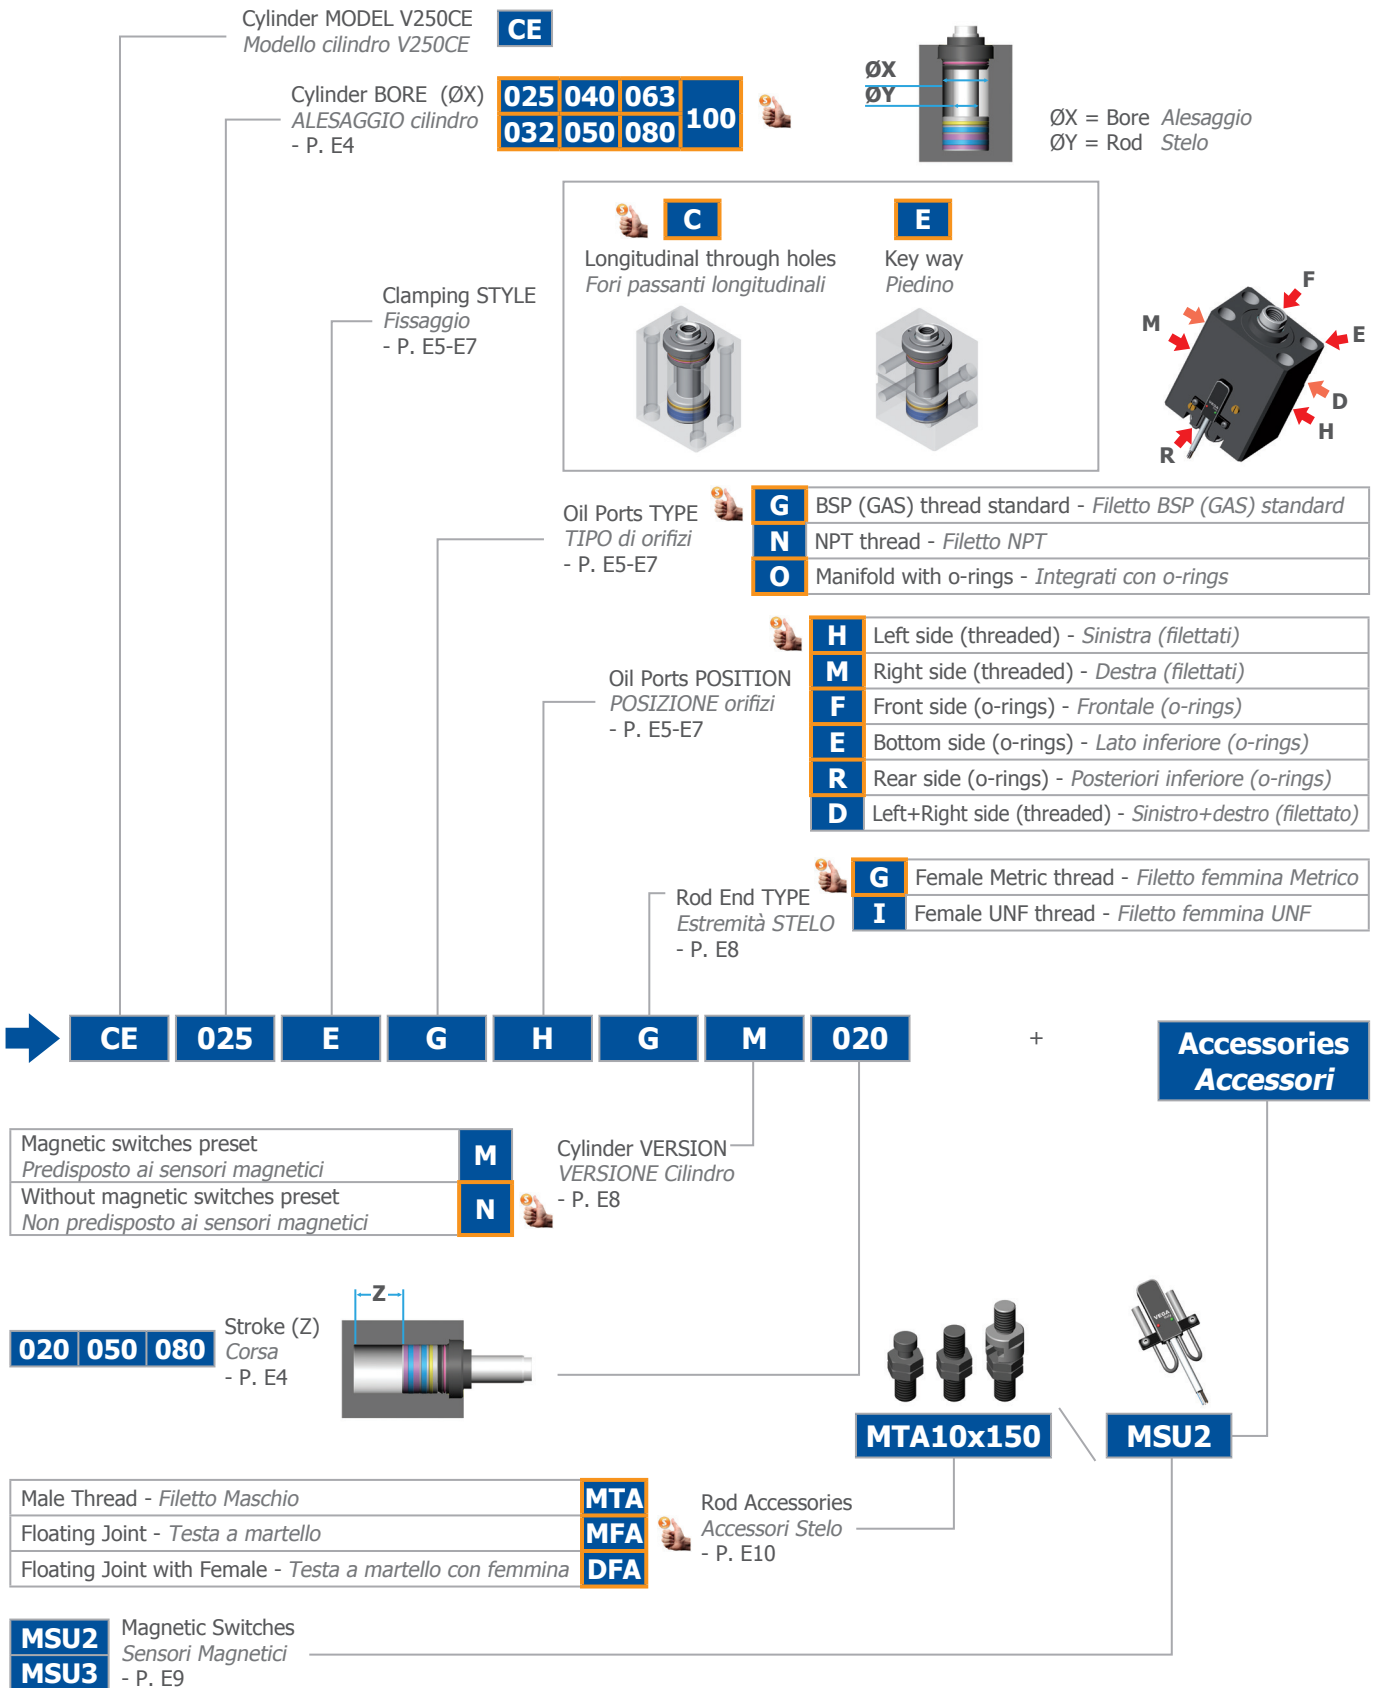 Cylinder MODEL V250CE
Modello cilindro V250CE
CE
Cylinder BORE (ØX)
ALESAGGIO cilindro
- P. E4
025 040 063
032 050 080
100
ØX
ØY
ØX = Bore Alesaggio
ØY = Rod Stelo
Clamping STYLE
Fissaggio
- P. E5-E7
C
Longitudinal through holes
Fori passanti longitudinali
E
Key way
Piedino
F
M
E
D
H
R
Oil Ports TYPE
TIPO di orifizi
- P. E5-E7
G BSP (GAS) thread standard - Filetto BSP (GAS) standard
N NPT thread - Filetto NPT
O Manifold with o-rings - Integrati con o-rings
Oil Ports POSITION
POSIZIONE orifizi
- P. E5-E7
H Left side (threaded) - Sinistra (filettati)
M Right side (threaded) - Destra (filettati)
F Front side (o-rings) - Frontale (o-rings)
E Bottom side (o-rings) - Lato inferiore (o-rings)
R Rear side (o-rings) - Posteriori inferiore (o-rings)
D Left+Right side (threaded) - Sinistro+destro (filettato)
Rod End TYPE
Estremità STELO
- P. E8
G Female Metric thread - Filetto femmina Metrico
I Female UNF thread - Filetto femmina UNF
CE 025 E G H G M 020 +
Accessories
Accessori
Magnetic switches preset
Predisposto ai sensori magnetici
M
Without magnetic switches preset
Non predisposto ai sensori magnetici
N
Cylinder VERSION
VERSIONE Cilindro
- P. E8
020 050 080
Stroke (Z)
Corsa
- P. E4
Z
VEGA
MTA10x150
MSU2
Male Thread - Filetto Maschio MTA
Floating Joint - Testa a martello MFA
Floating Joint with Female - Testa a martello con femmina DFA
Rod Accessories
Accessori Stelo
- P. E10
MSU2
MSU3
Magnetic Switches
Sensori Magnetici
- P. E9